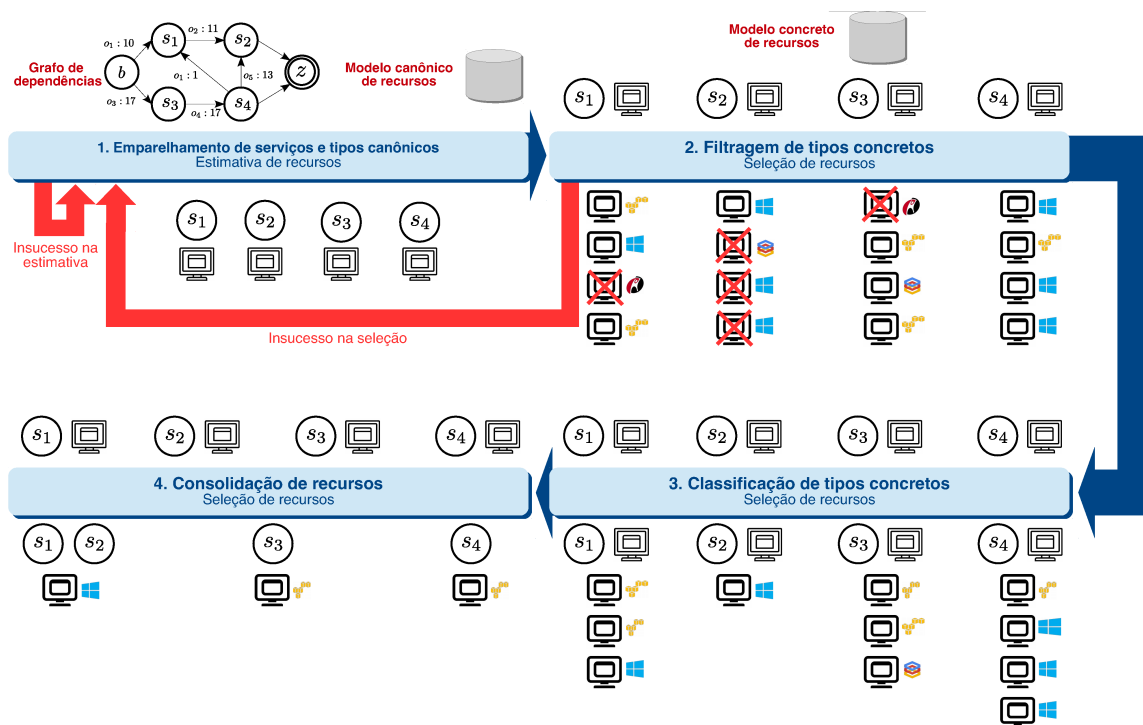 Modelo concreto
de recursos
o₁ : 10
s₁
o₂ : 11
s₂
Grafo de
dependências
b
o₁ : 1
o₅ : 13
z
o₃ : 17
s₃
o₄ : 17
s₄
Modelo canônico
de recursos
s₁
s₂
s₃
s₄
1. Emparelhamento de serviços e tipos canônicos
Estimativa de recursos
2. Filtragem de tipos concretos
Seleção de recursos
s₁
s₂
s₃
s₄
Insucesso na
estimativa
Insucesso na seleção
s₁
s₂
s₃
s₄
s₁
s₂
s₃
s₄
4. Consolidação de recursos
Seleção de recursos
3. Classificação de tipos concretos
Seleção de recursos
s₁
s₂
s₃
s₄
s₁
s₂
s₃
s₄